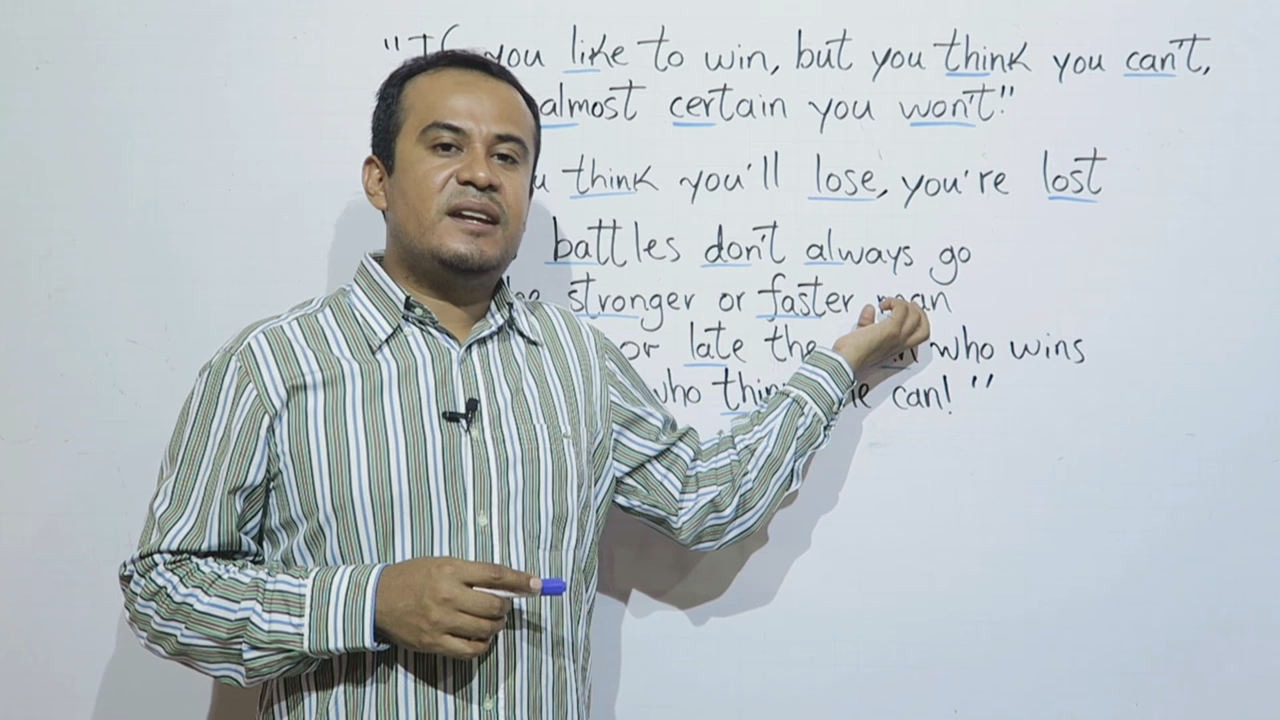 "If you like to win, but you think you can't,
almost certain you won't."
think you'll lose, you're lost
battles don't always go
stronger or faster man
or late the who wins
who can!"